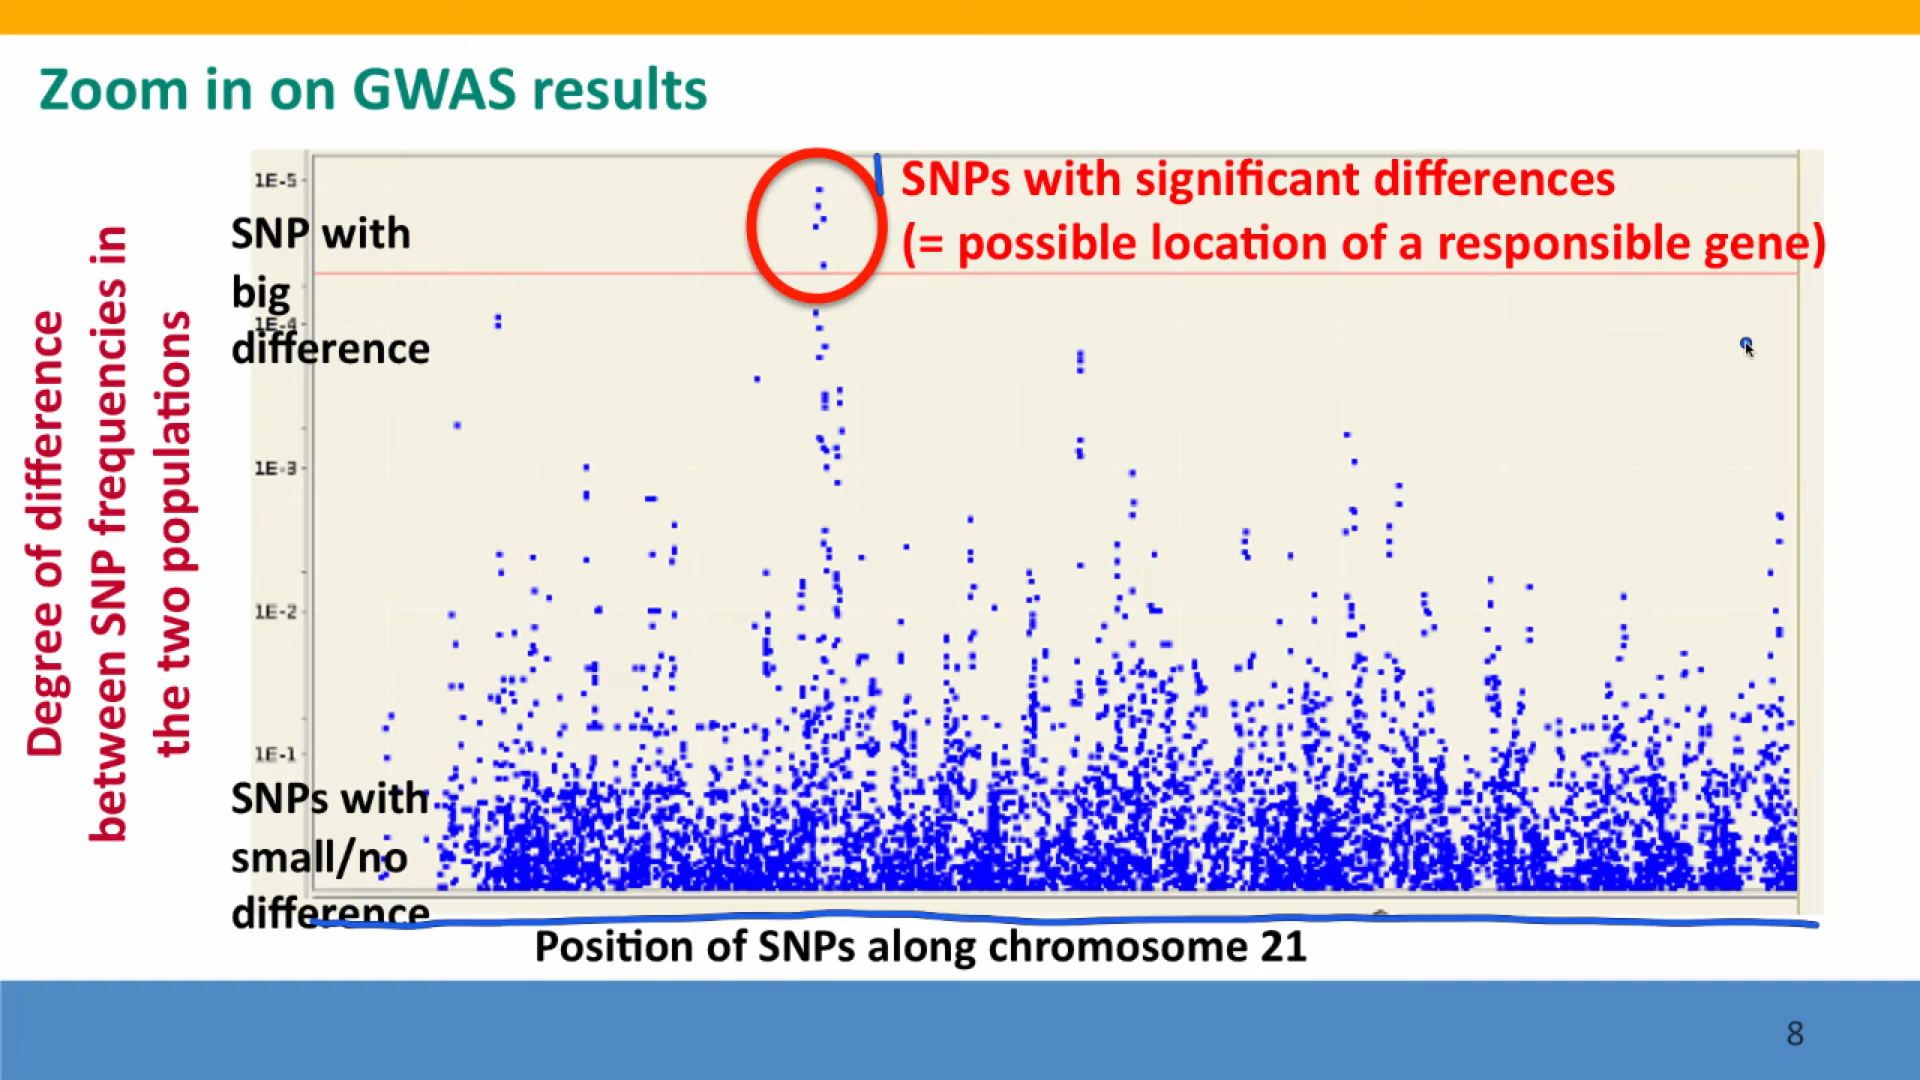 Zoom in on GWAS results
1E-5
SNPs with significant differences
(= possible location of a responsible gene)
SNP with
big
difference
1E-4
1E-3
1E-2
1E-1
Degree of difference
between SNP frequencies in
the two populations
SNPs with
small/no
difference
Position of SNPs along chromosome 21
8